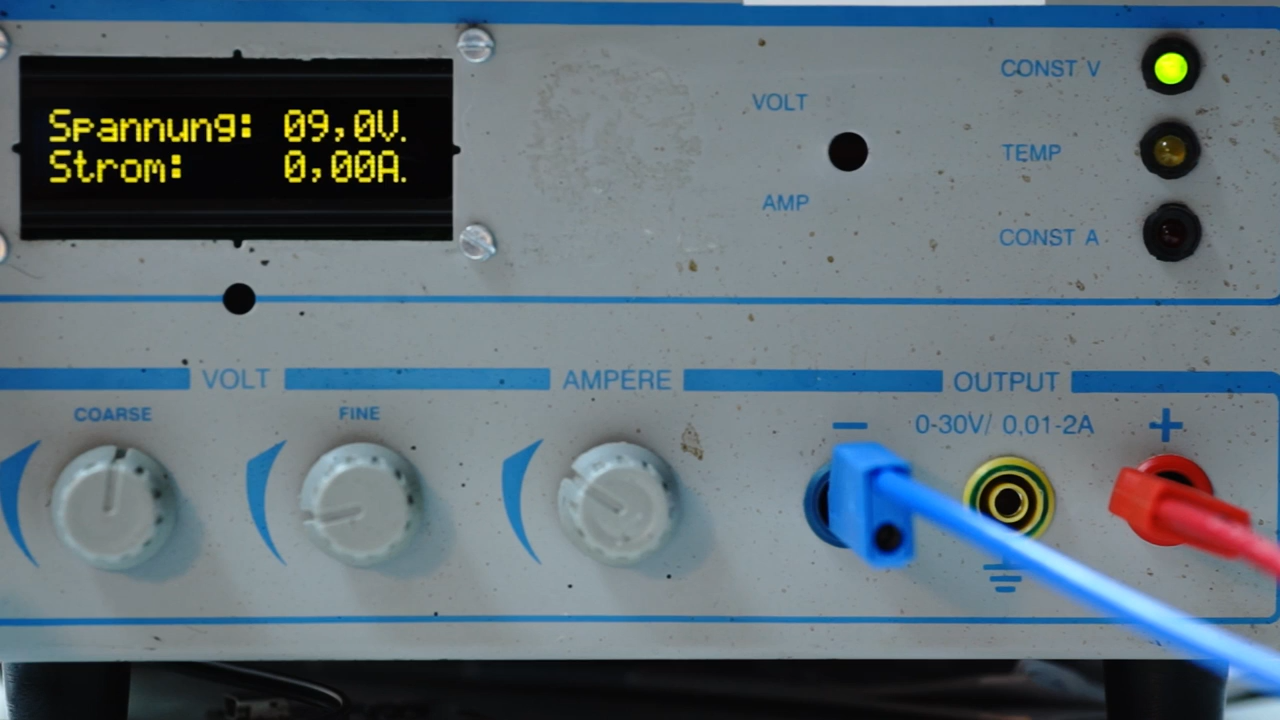 Spannung: 09,0V.
Strom: 0,00A.
VOLT
AMP
CONST V
TEMP
CONST A
VOLT
AMPÉRE
OUTPUT
COARSE
FINE
0-30V/ 0,01-2A
− +